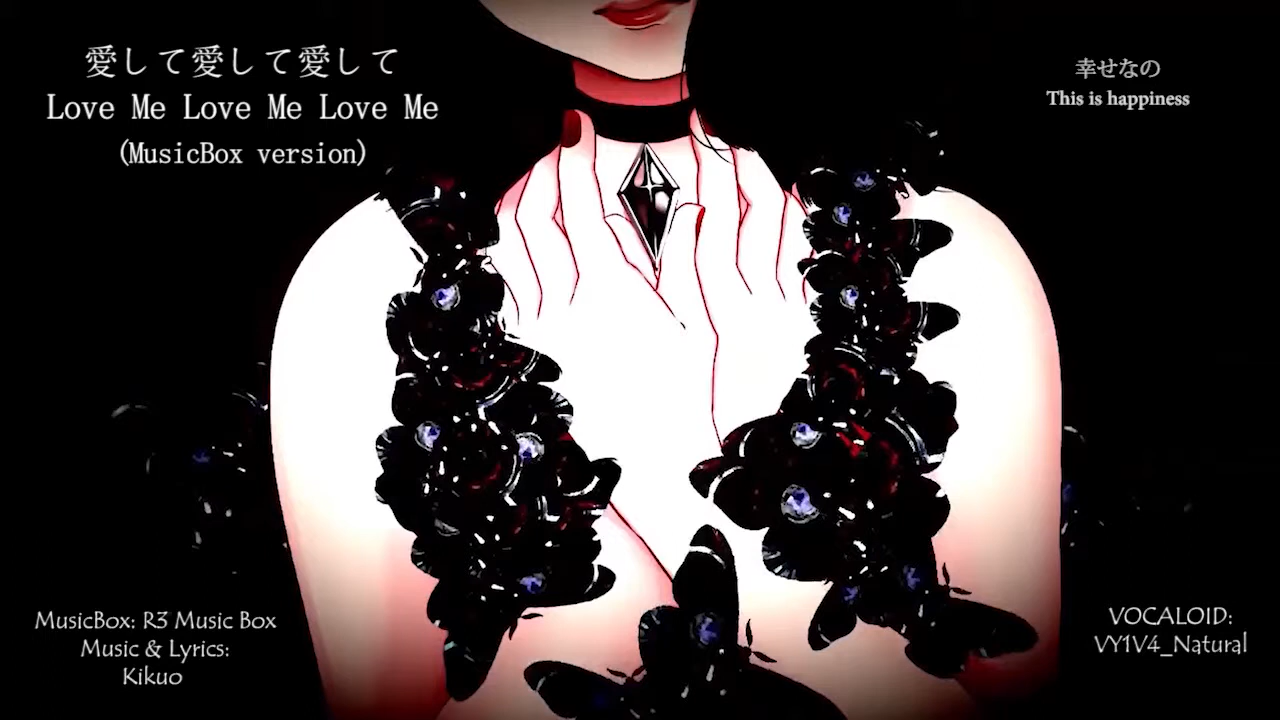 愛して愛して愛して
Love Me Love Me Love Me
(MusicBox version)
幸せなの
This is happiness
MusicBox: R3 Music Box
Music & Lyrics:
Kikuo
VOCALOID:
VY1V4_Natural